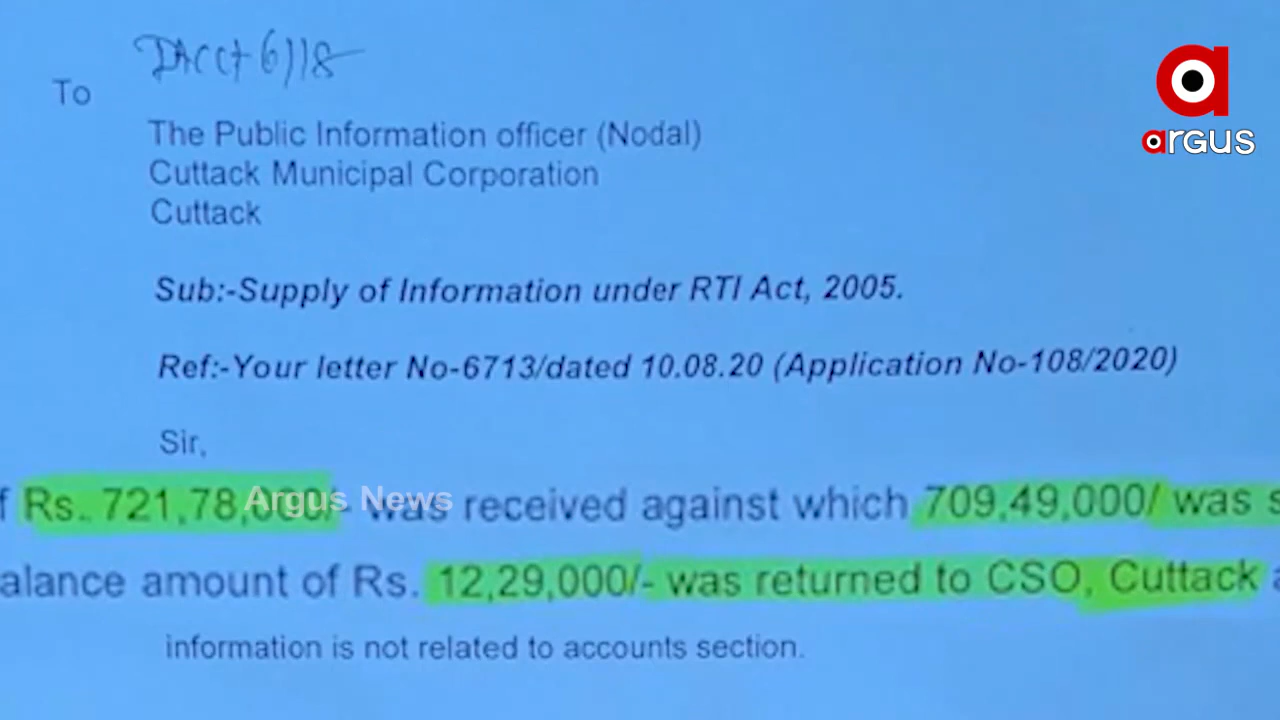 To
The Public Information officer (Nodal)
Cuttack Municipal Corporation
Cuttack
Sub:-Supply of Information under RTI Act, 2005.
Ref:-Your letter No-6713/dated 10.08.20 (Application No-108/2020)
Sir,
f Rs. 721,78,000/- was received against which 709,49,000/ was s
alance amount of Rs. 12,29,000/- was returned to CSO, Cuttack a
information is not related to accounts section.
argus
Argus News